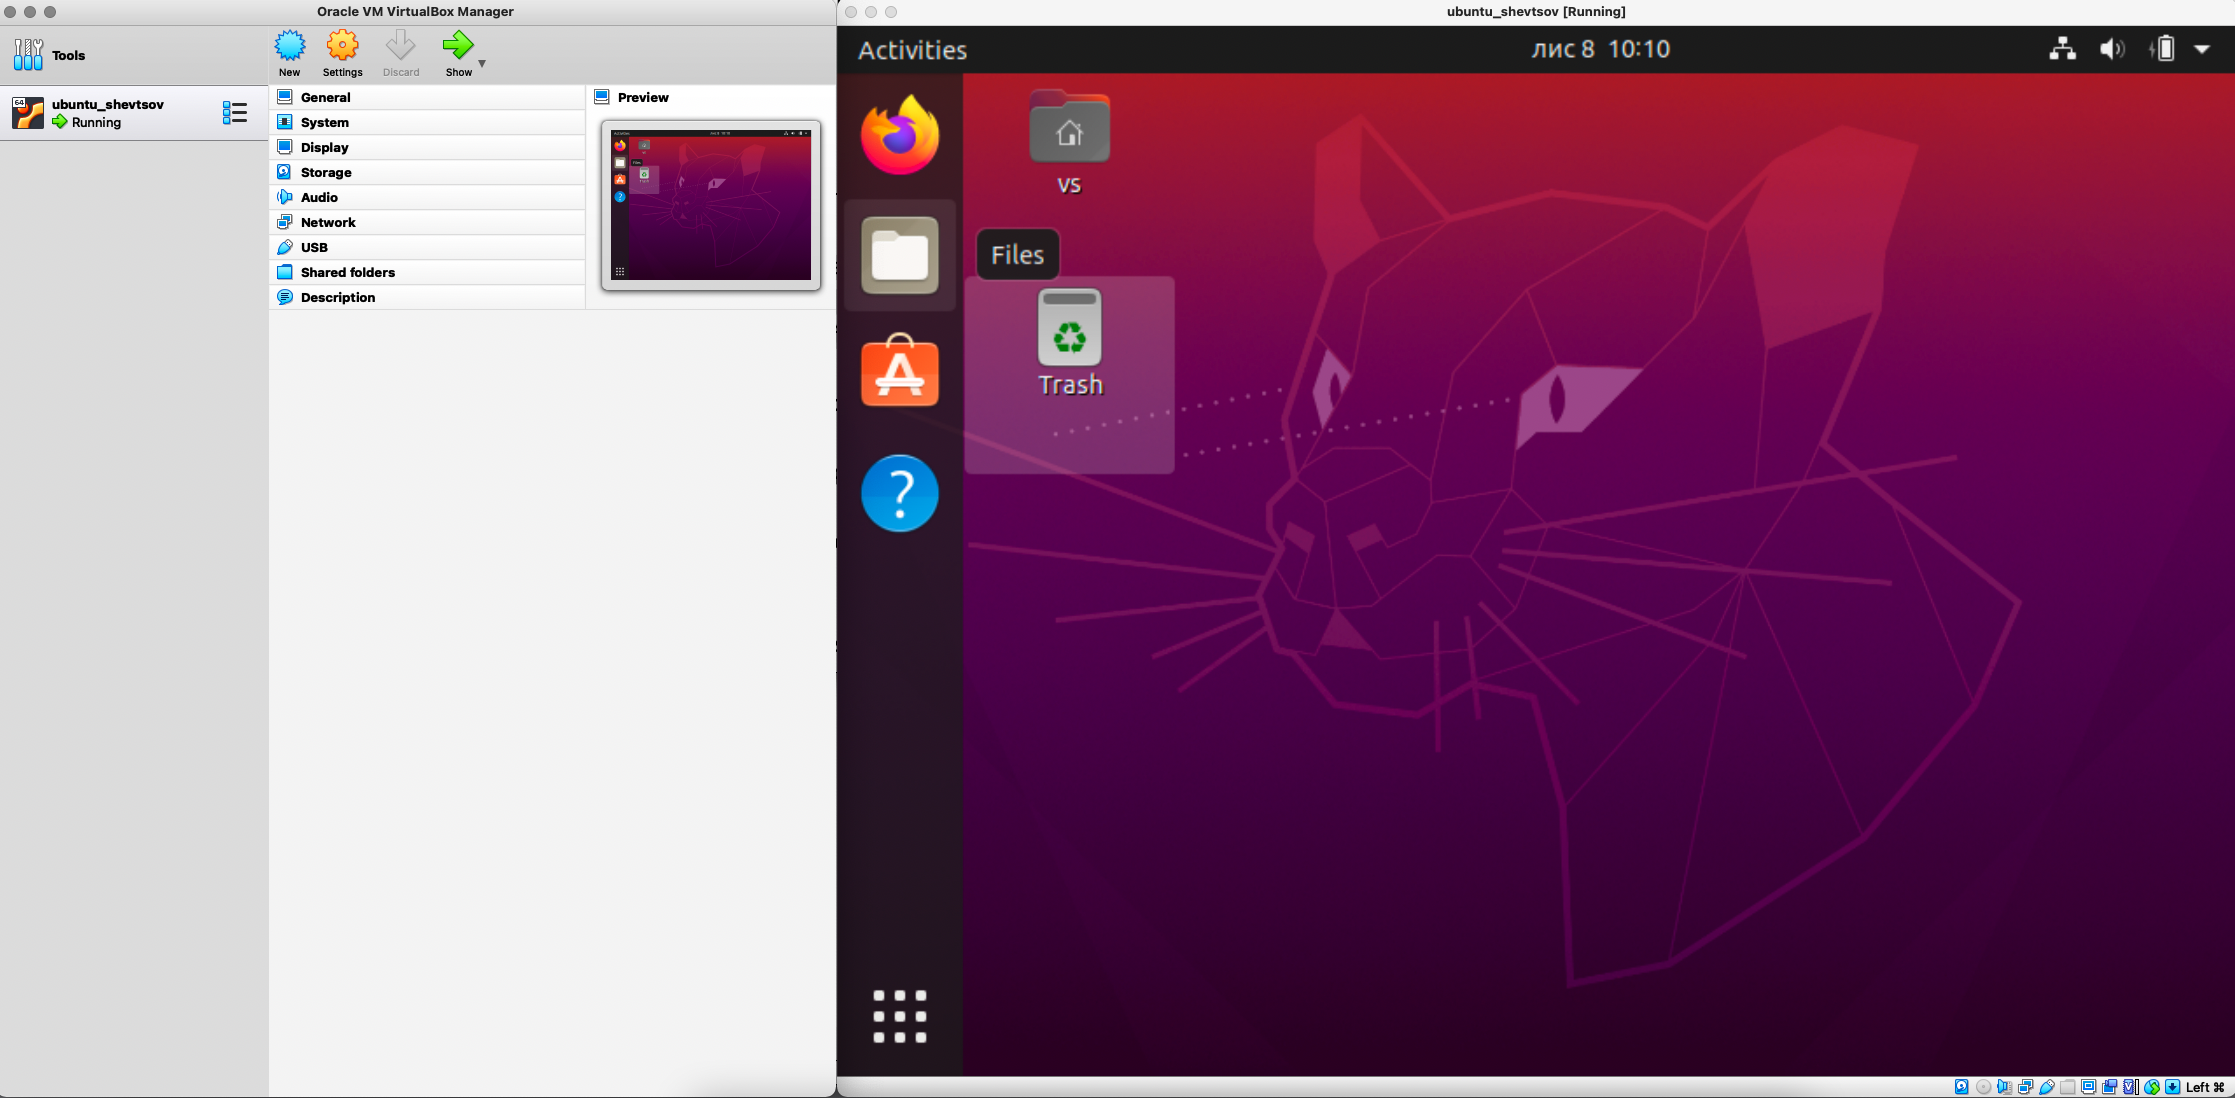 Oracle VM VirtualBox Manager
Tools
New
Settings
Discard
Show
64
ubuntu_shevtsov
Running
General
System
Display
Storage
Audio
Network
USB
Shared folders
Description
Preview
ubuntu_shevtsov [Running]
Activities
лис 8 10:10
vs
Files
Trash
Left ⌘